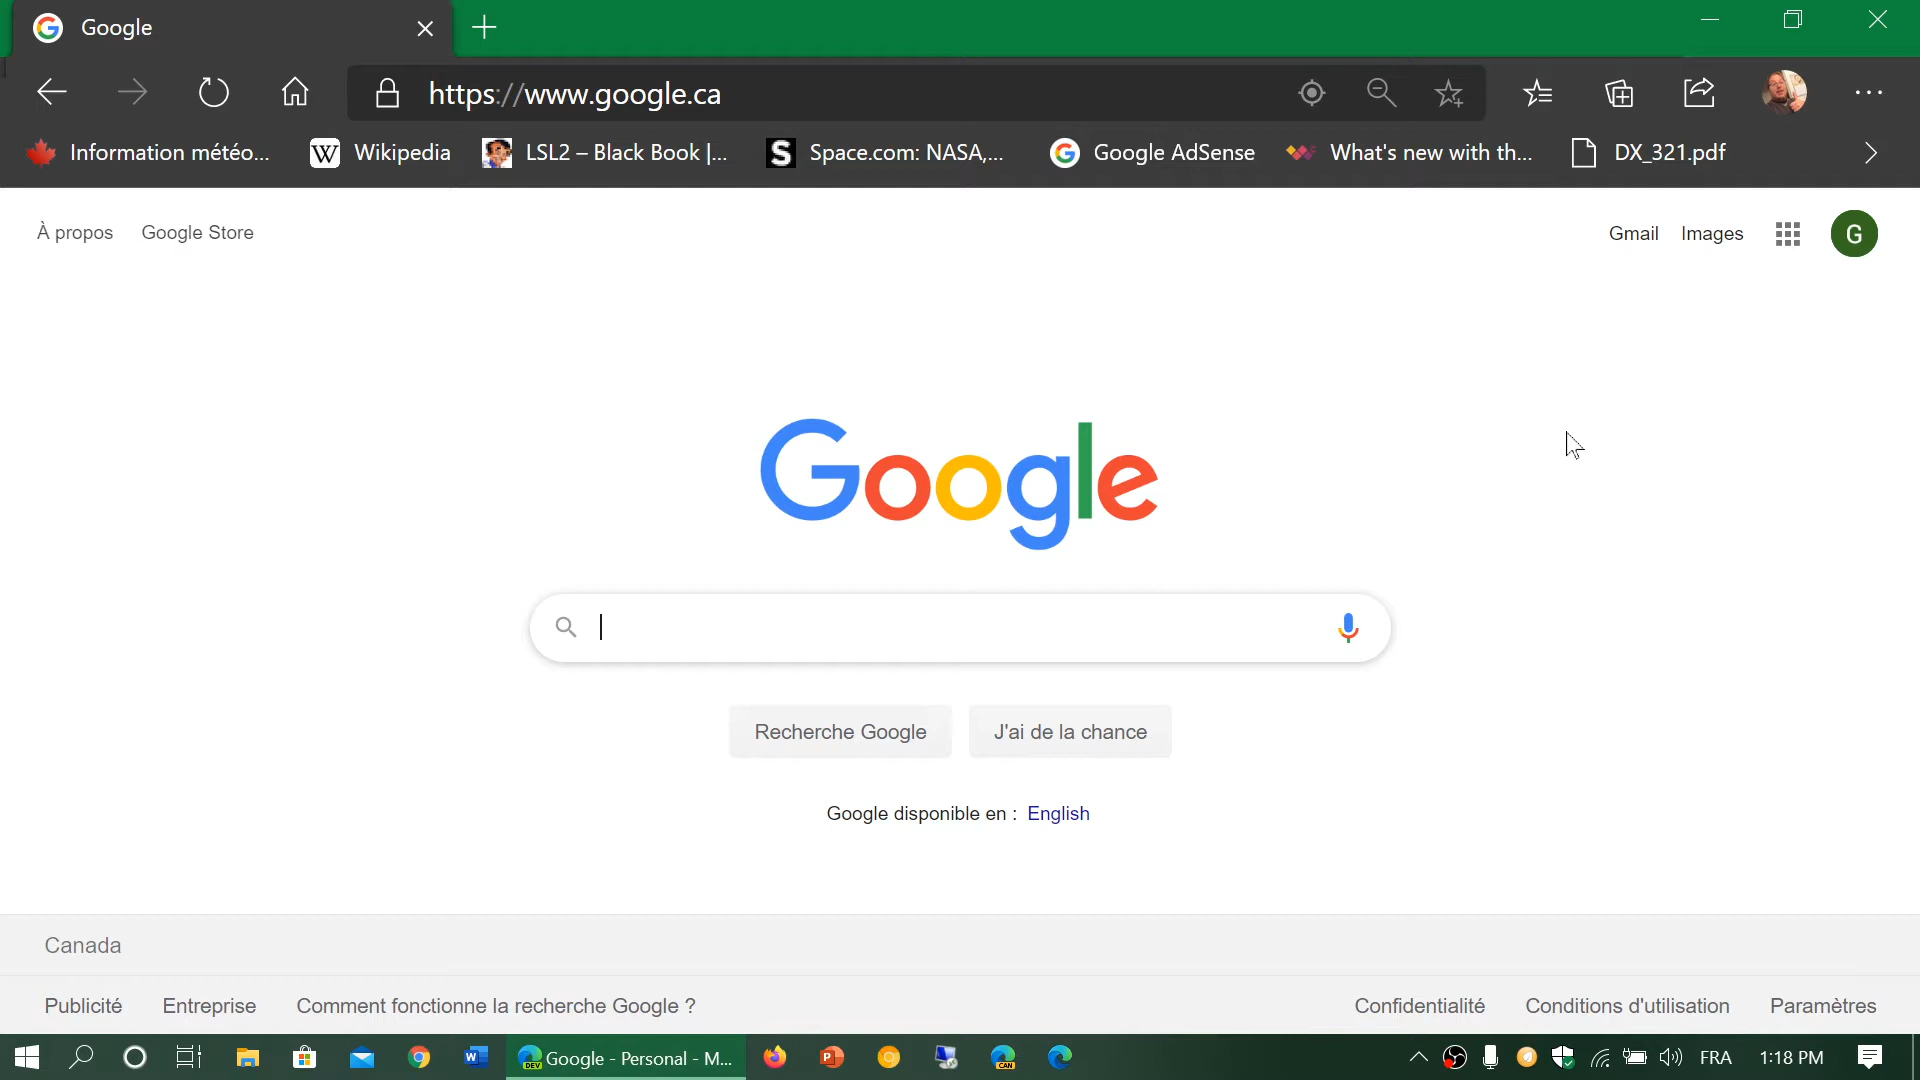 Google
https://www.google.ca
Information météo...
Wikipedia
LSL2 – Black Book |...
Space.com: NASA,...
Google AdSense
What's new with th...
DX_321.pdf
À propos
Google Store
Gmail
Images
G
Google
Recherche Google
J'ai de la chance
Google disponible en : English
Canada
Publicité
Entreprise
Comment fonctionne la recherche Google ?
Confidentialité
Conditions d'utilisation
Paramètres
Google - Personal - M...
DEV
CAN
FRA
1:18 PM